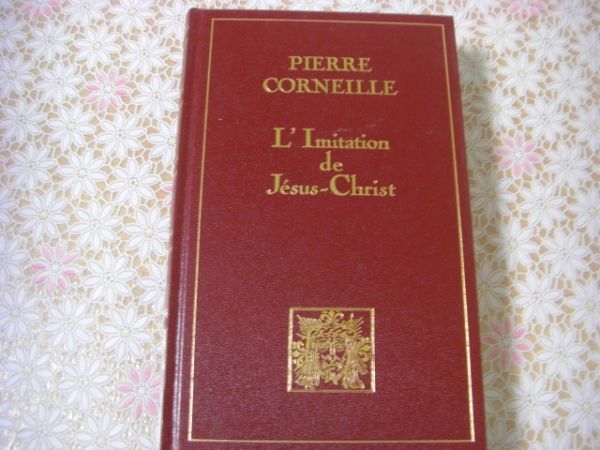 PIERRE
CORNEILLE
L'Imitation
de
Jésus-Christ